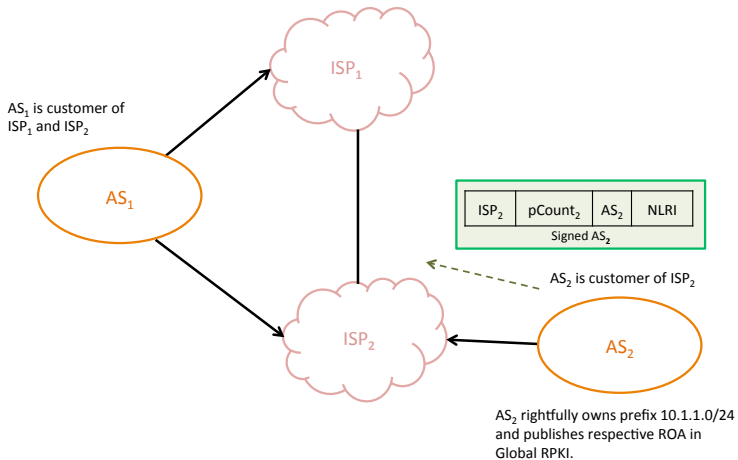 ISP₁
AS₁ is customer of
ISP₁ and ISP₂
AS₁
ISP₂ pCount₂ AS₂ NLRI
Signed AS₂
AS₂ is customer of ISP₂
ISP₂
AS₂
AS₂ rightfully owns prefix 10.1.1.0/24
and publishes respective ROA in
Global RPKI.